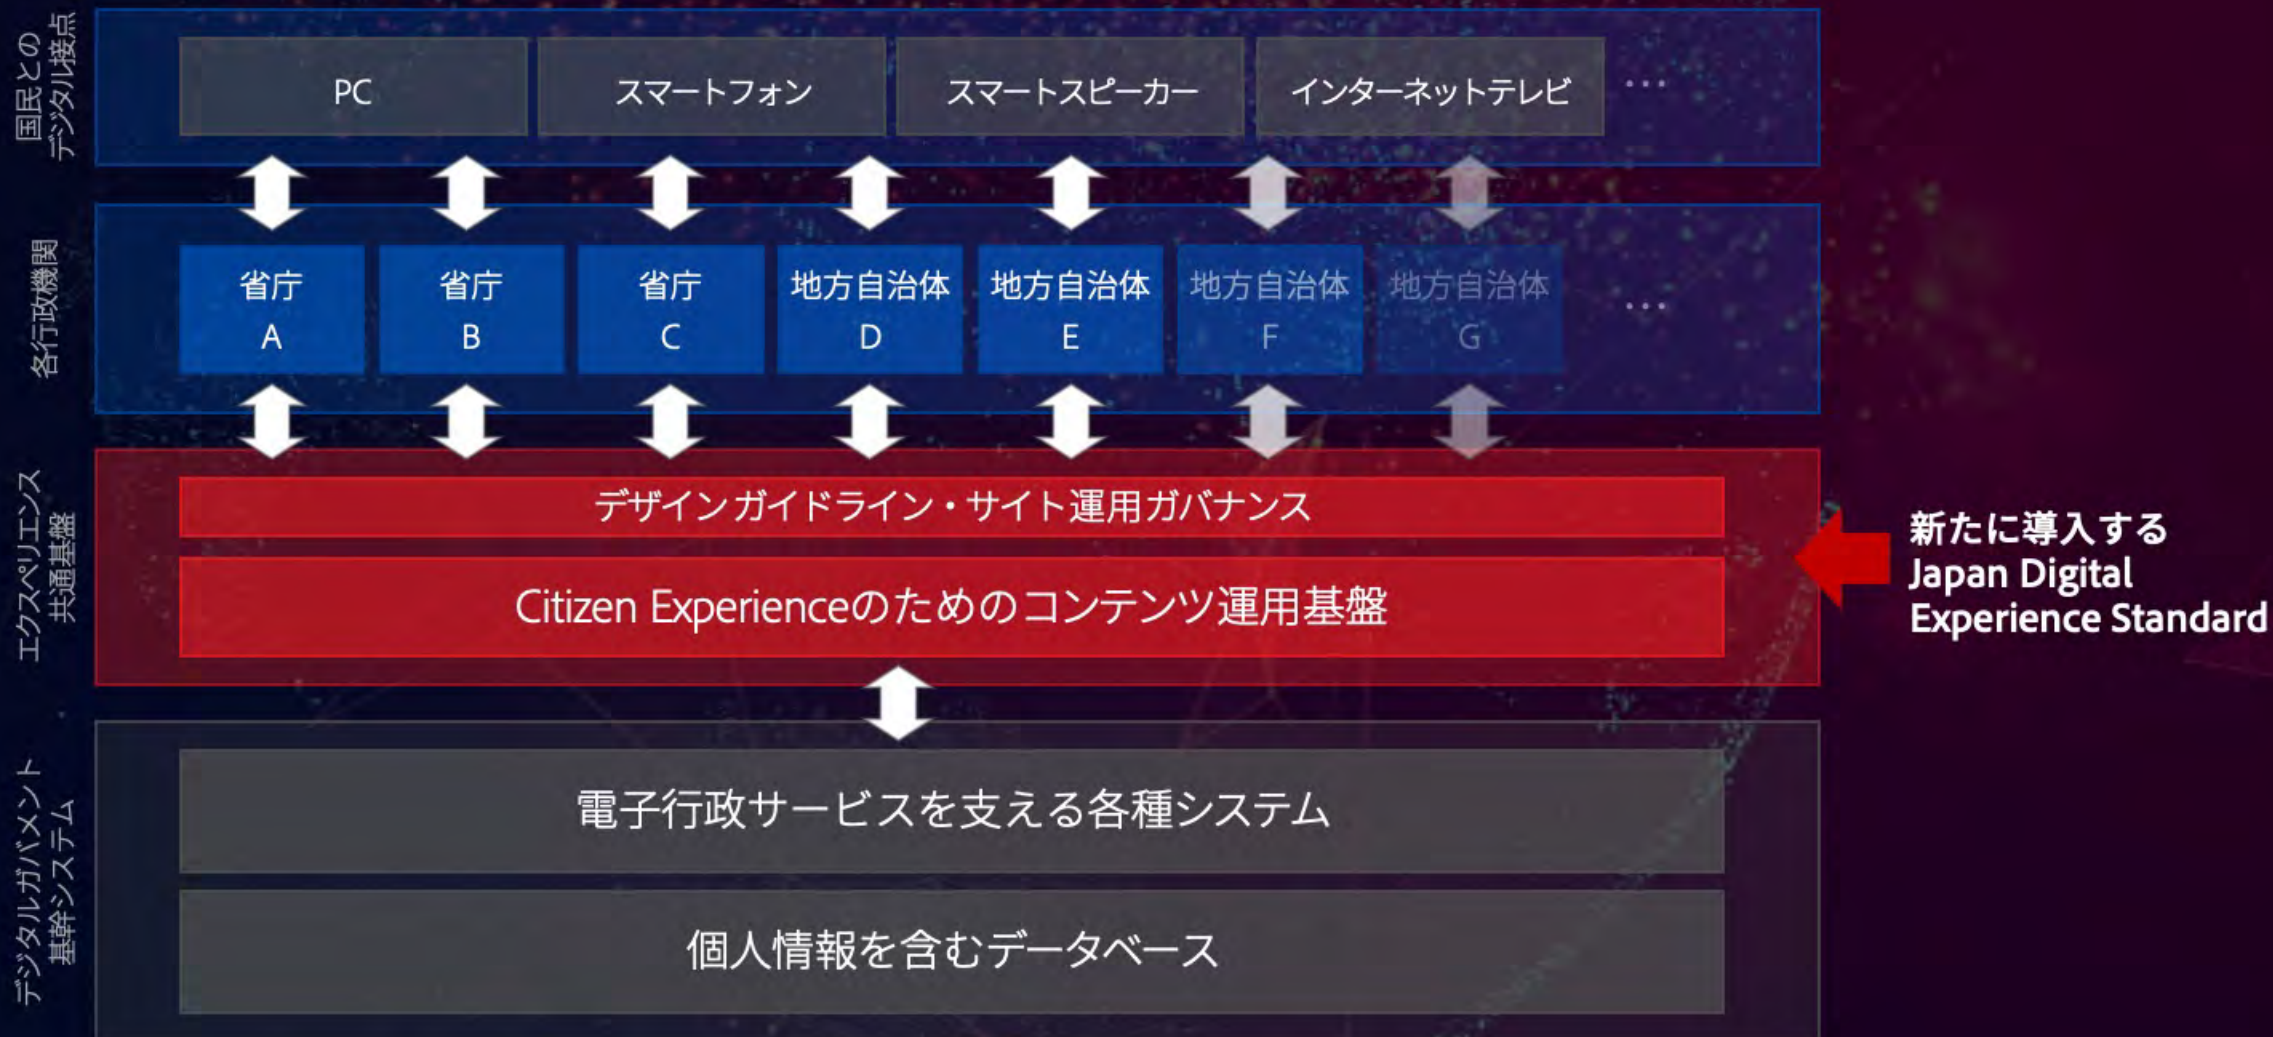 国民との
デジタル接点
PC
スマートフォン
スマートスピーカー
インターネットテレビ
…
各行政機関
省庁
A
省庁
B
省庁
C
地方自治体
D
地方自治体
E
地方自治体
F
地方自治体
G
…
エクスペリエンス
共通基盤
デザインガイドライン・サイト運用ガバナンス
Citizen Experienceのためのコンテンツ運用基盤
新たに導入する
Japan Digital
Experience Standard
デジタルガバメント
基幹システム
電子行政サービスを支える各種システム
個人情報を含むデータベース